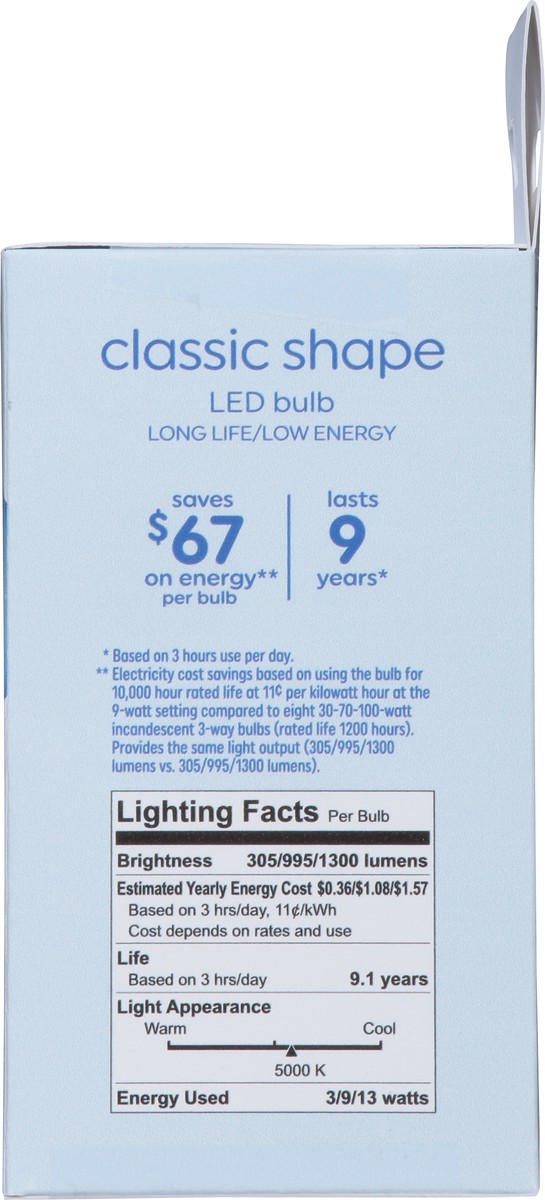 classic shape
LED bulb
LONG LIFE/LOW ENERGY
saves
$67
on energy**
per bulb
lasts
9
years*
* Based on 3 hours use per day.
** Electricity cost savings based on using the bulb for
10,000 hour rated life at 11¢ per kilowatt hour at the
9-watt setting compared to eight 30-70-100-watt
incandescent 3-way bulbs (rated life 1200 hours).
Provides the same light output (305/995/1300
lumens vs. 305/995/1300 lumens).
Lighting Facts Per Bulb
Brightness 305/995/1300 lumens
Estimated Yearly Energy Cost $0.36/$1.08/$1.57
Based on 3 hrs/day, 11¢/kWh
Cost depends on rates and use
Life
Based on 3 hrs/day 9.1 years
Light Appearance
Warm Cool
5000 K
Energy Used 3/9/13 watts